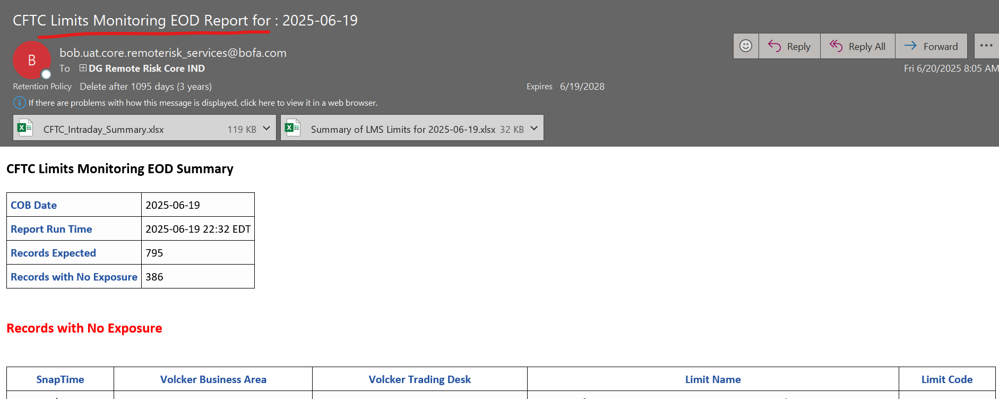 CFTC Limits Monitoring EOD Report for : 2025-06-19
B
bob.uat.core.remoterisk_services@bofa.com
To DG Remote Risk Core IND
Reply
Reply All
Forward
Fri 6/20/2025 8:05 AM
Retention Policy Delete after 1095 days (3 years)
Expires 6/19/2028
If there are problems with how this message is displayed, click here to view it in a web browser.
CFTC_Intraday_Summary.xlsx 119 KB
Summary of LMS Limits for 2025-06-19.xlsx 32 KB
CFTC Limits Monitoring EOD Summary
COB Date 2025-06-19
Report Run Time 2025-06-19 22:32 EDT
Records Expected 795
Records with No Exposure 386
Records with No Exposure
SnapTime Volcker Business Area Volcker Trading Desk Limit Name Limit Code